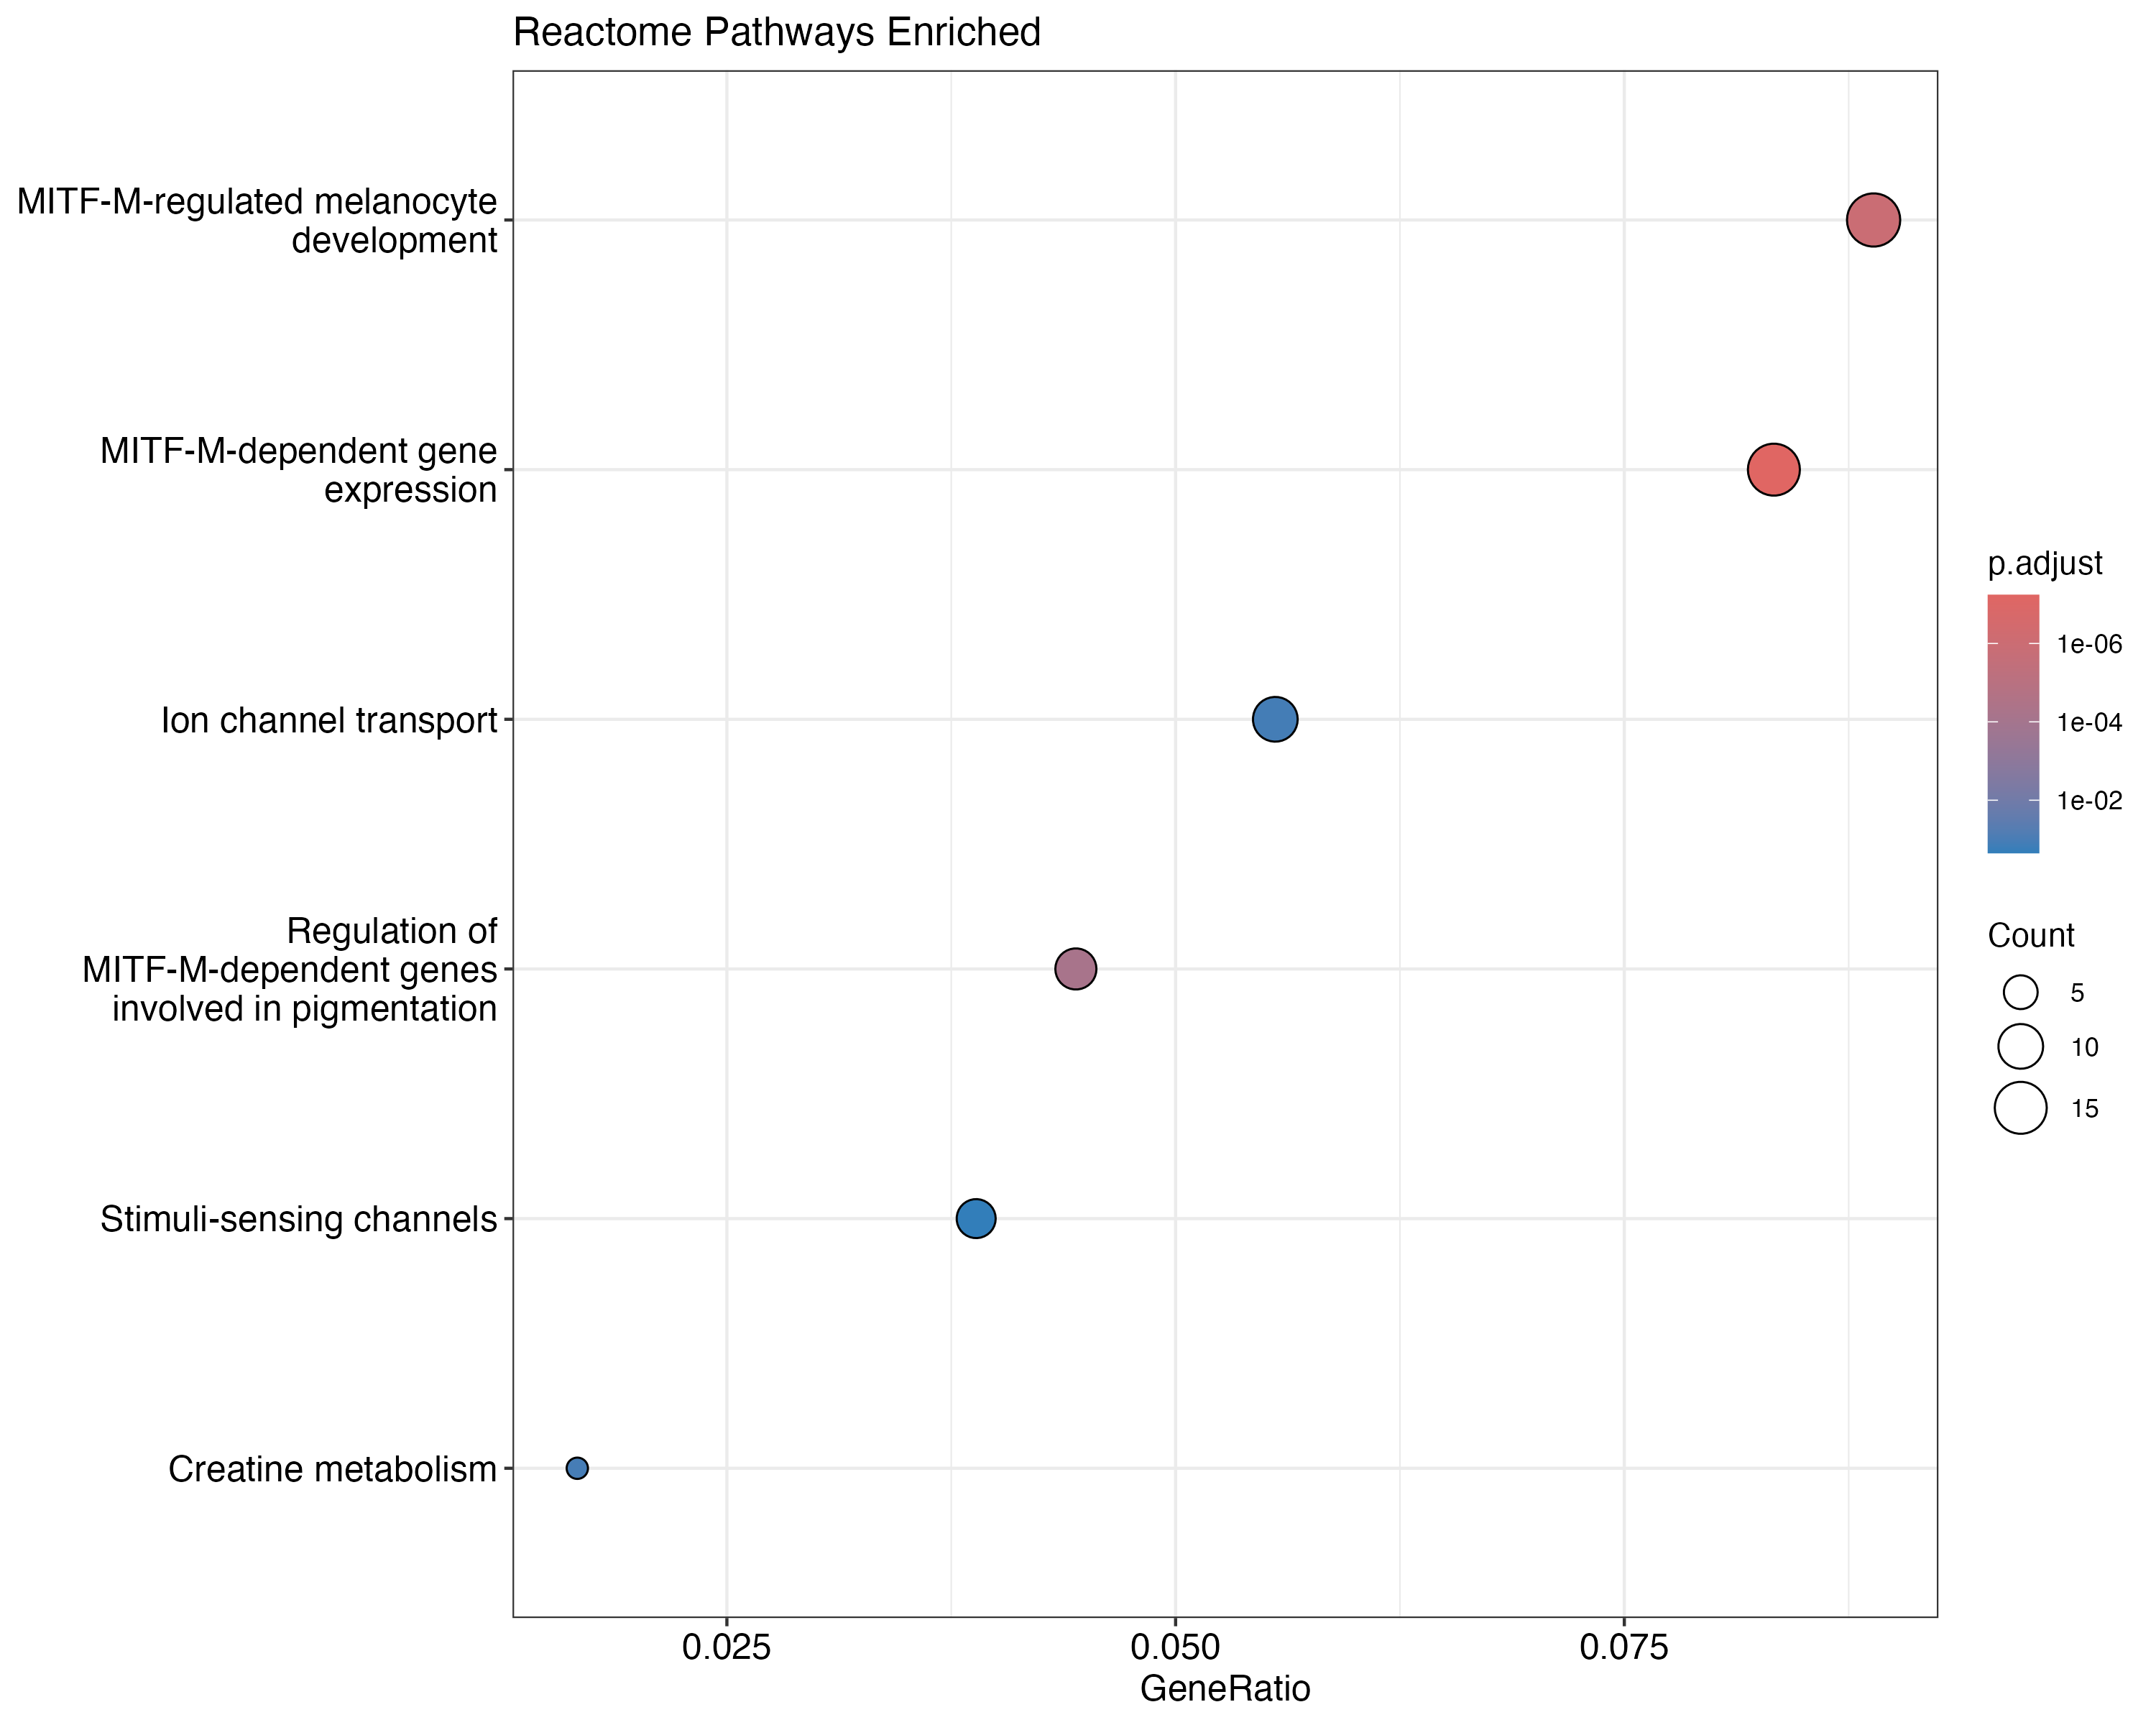 Reactome Pathways Enriched
MITF-M-regulated melanocyte
development
MITF-M-dependent gene
expression
Ion channel transport
Regulation of
MITF-M-dependent genes
involved in pigmentation
Stimuli-sensing channels
Creatine metabolism
0.025
0.050
0.075
GeneRatio
p.adjust
1e-06
1e-04
1e-02
Count
5
10
15